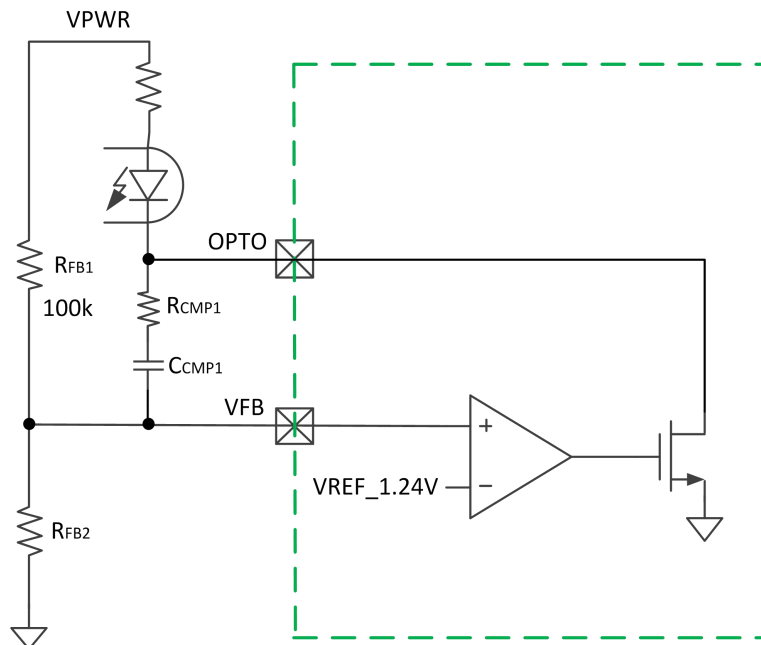 VPWR
OPTO
RFB1
100k
RCMP1
CCMP1
VFB
+
VREF_1.24V
−
RFB2